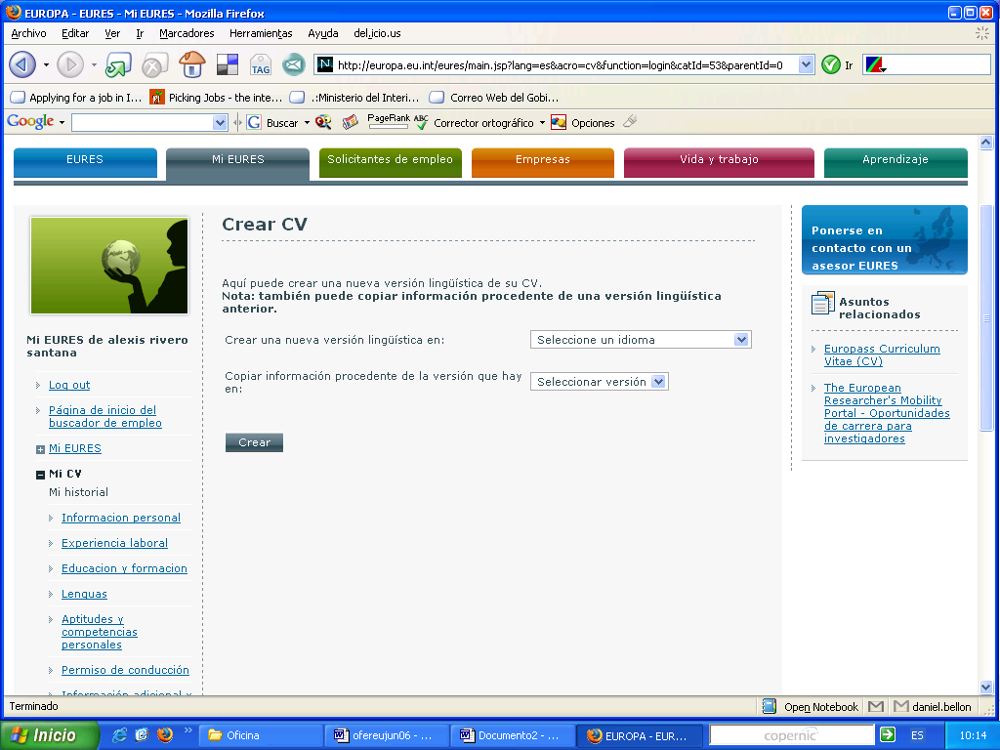 EUROPA - EURES - Mi EURES - Mozilla Firefox
Archivo Editar Ver Ir Marcadores Herramientas Ayuda del.icio.us
TAG http://europa.eu.int/eures/main.jsp?lang=es&acro=cv&function=login&catId=53&parentId=0 Ir
Applying for a job in I... Picking Jobs - the inte... .:Ministerio del Interi... Correo Web del Gobi...
Google Buscar PageRank ABC Corrector ortográfico Opciones
EURES Mi EURES Solicitantes de empleo Empresas Vida y trabajo Aprendizaje
Mi EURES de alexis rivero
santana
Log out
Página de inicio del
buscador de empleo
Mi EURES
Mi CV
Mi historial
Informacion personal
Experiencia laboral
Educacion y formacion
Lenguas
Aptitudes y
competencias
personales
Permiso de conducción
Información adicional y
Crear CV
Aquí puede crear una nueva versión lingüística de su CV.
Nota: también puede copiar información procedente de una versión lingüística
anterior.
Crear una nueva versión lingüística en: Seleccione un idioma
Copiar información procedente de la versión que hay
en: Seleccionar versión
Crear
Ponerse en
contacto con un
asesor EURES
Asuntos
relacionados
Europass Curriculum
Vitae (CV)
The European
Researcher's Mobility
Portal - Oportunidades
de carrera para
investigadores
Terminado Open Notebook daniel.bellon
Inicio » Oficina ofereujun06 - ... Documento2 - ... EUROPA - EUR... copernic ES 10:14